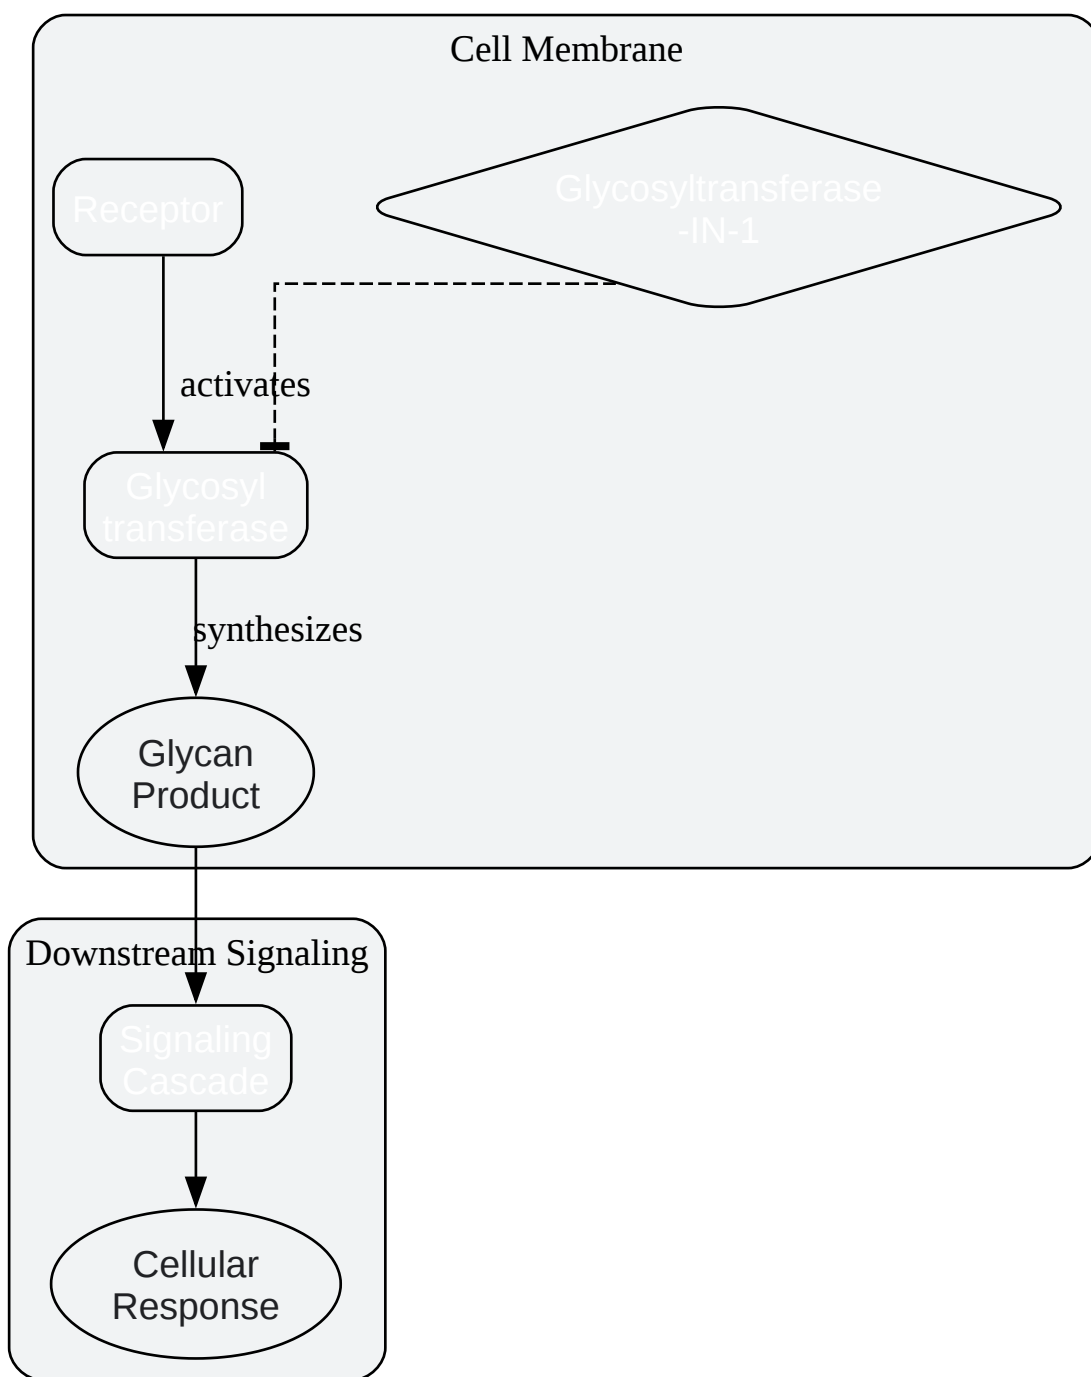 Cell Membrane
Receptor
Glycosyltransferase
-IN-1
activates
Glycosyl
transferase
synthesizes
Glycan
Product
Downstream Signaling
Signaling
Cascade
Cellular
Response